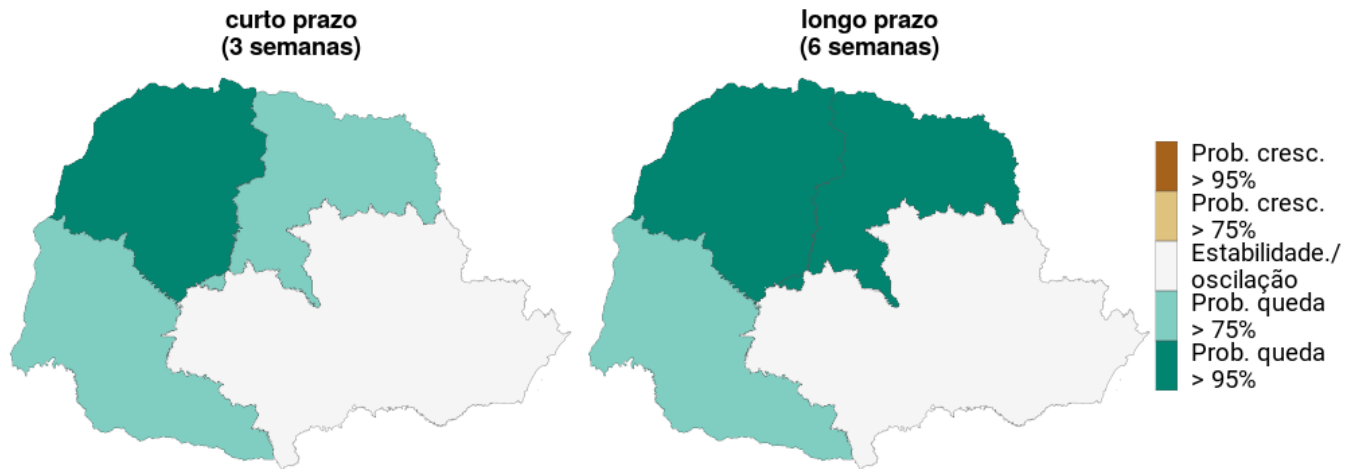 curto prazo
(3 semanas)
longo prazo
(6 semanas)
Prob. cresc.
> 95%
Prob. cresc.
> 75%
Estabilidade./
oscilação
Prob. queda
> 75%
Prob. queda
> 95%